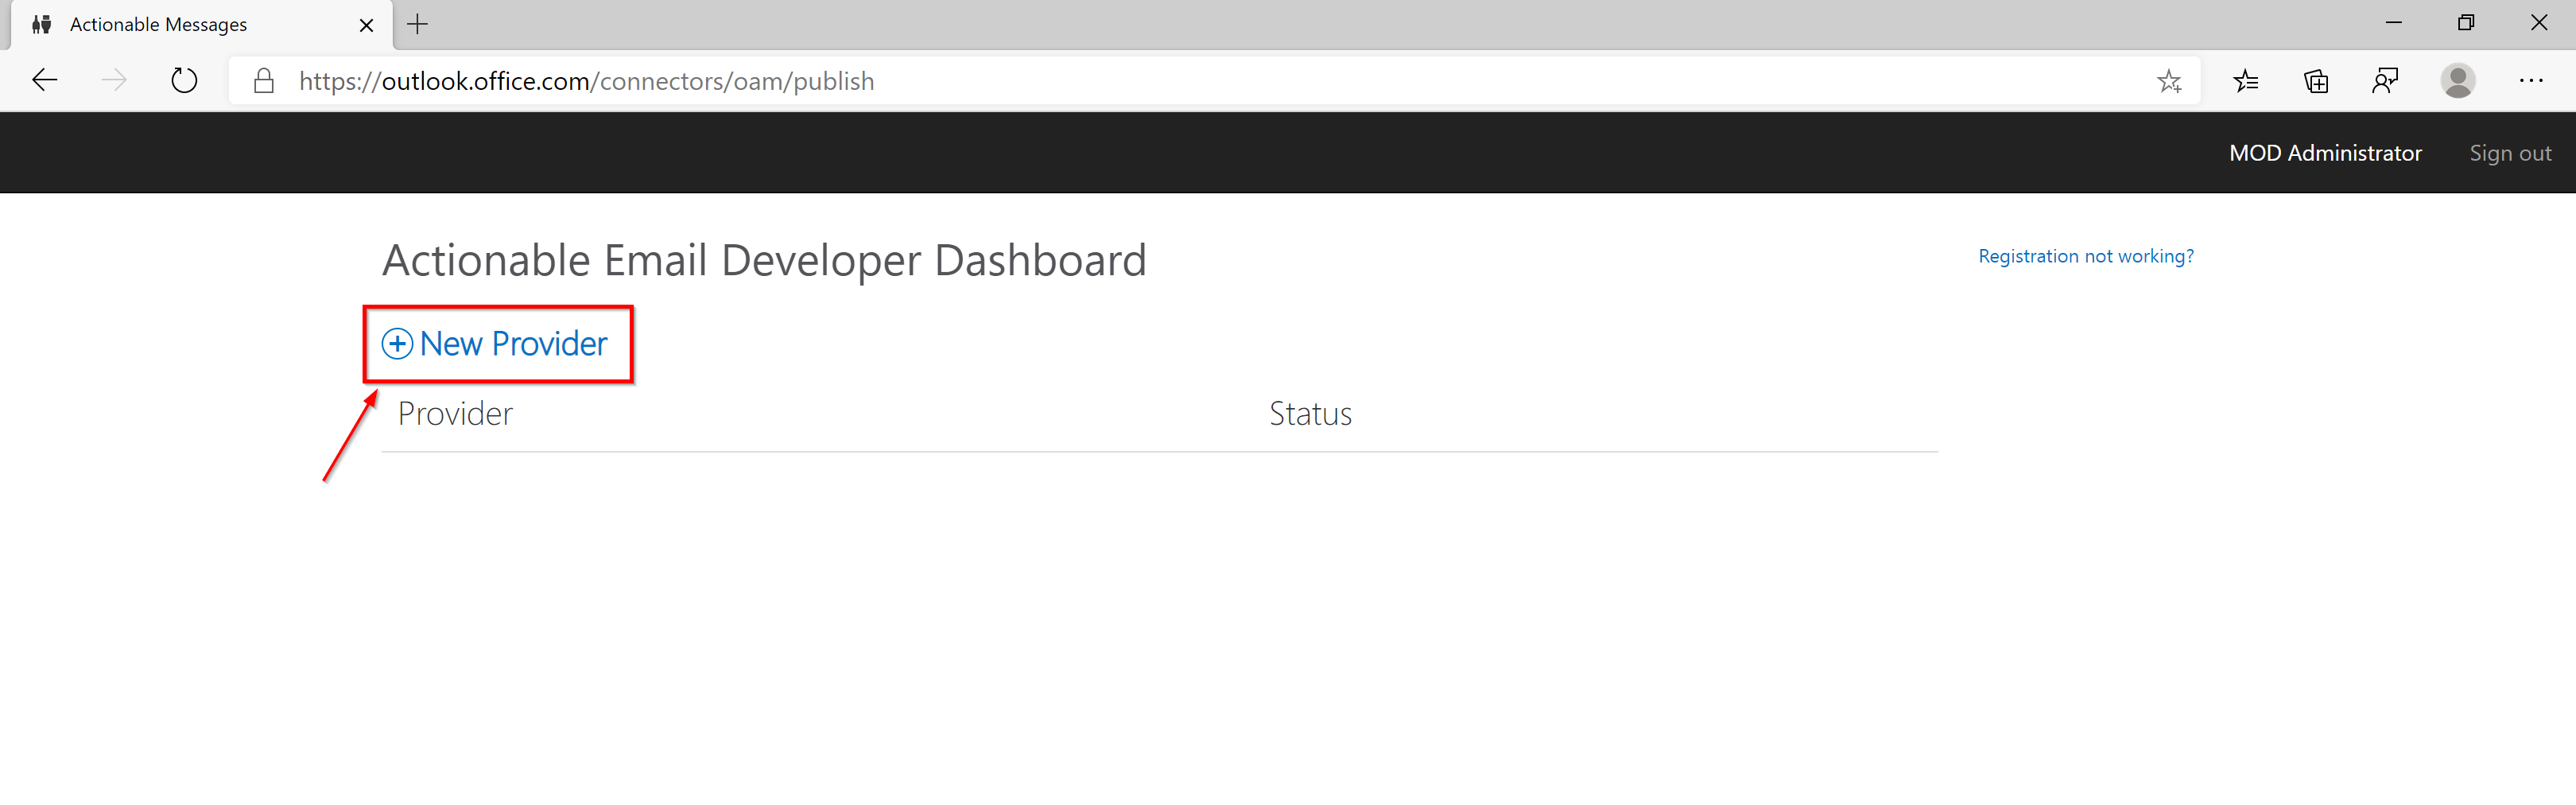 Actionable Messages
https://outlook.office.com/connectors/oam/publish
MOD Administrator Sign out
Actionable Email Developer Dashboard
Registration not working?
New Provider
Provider Status